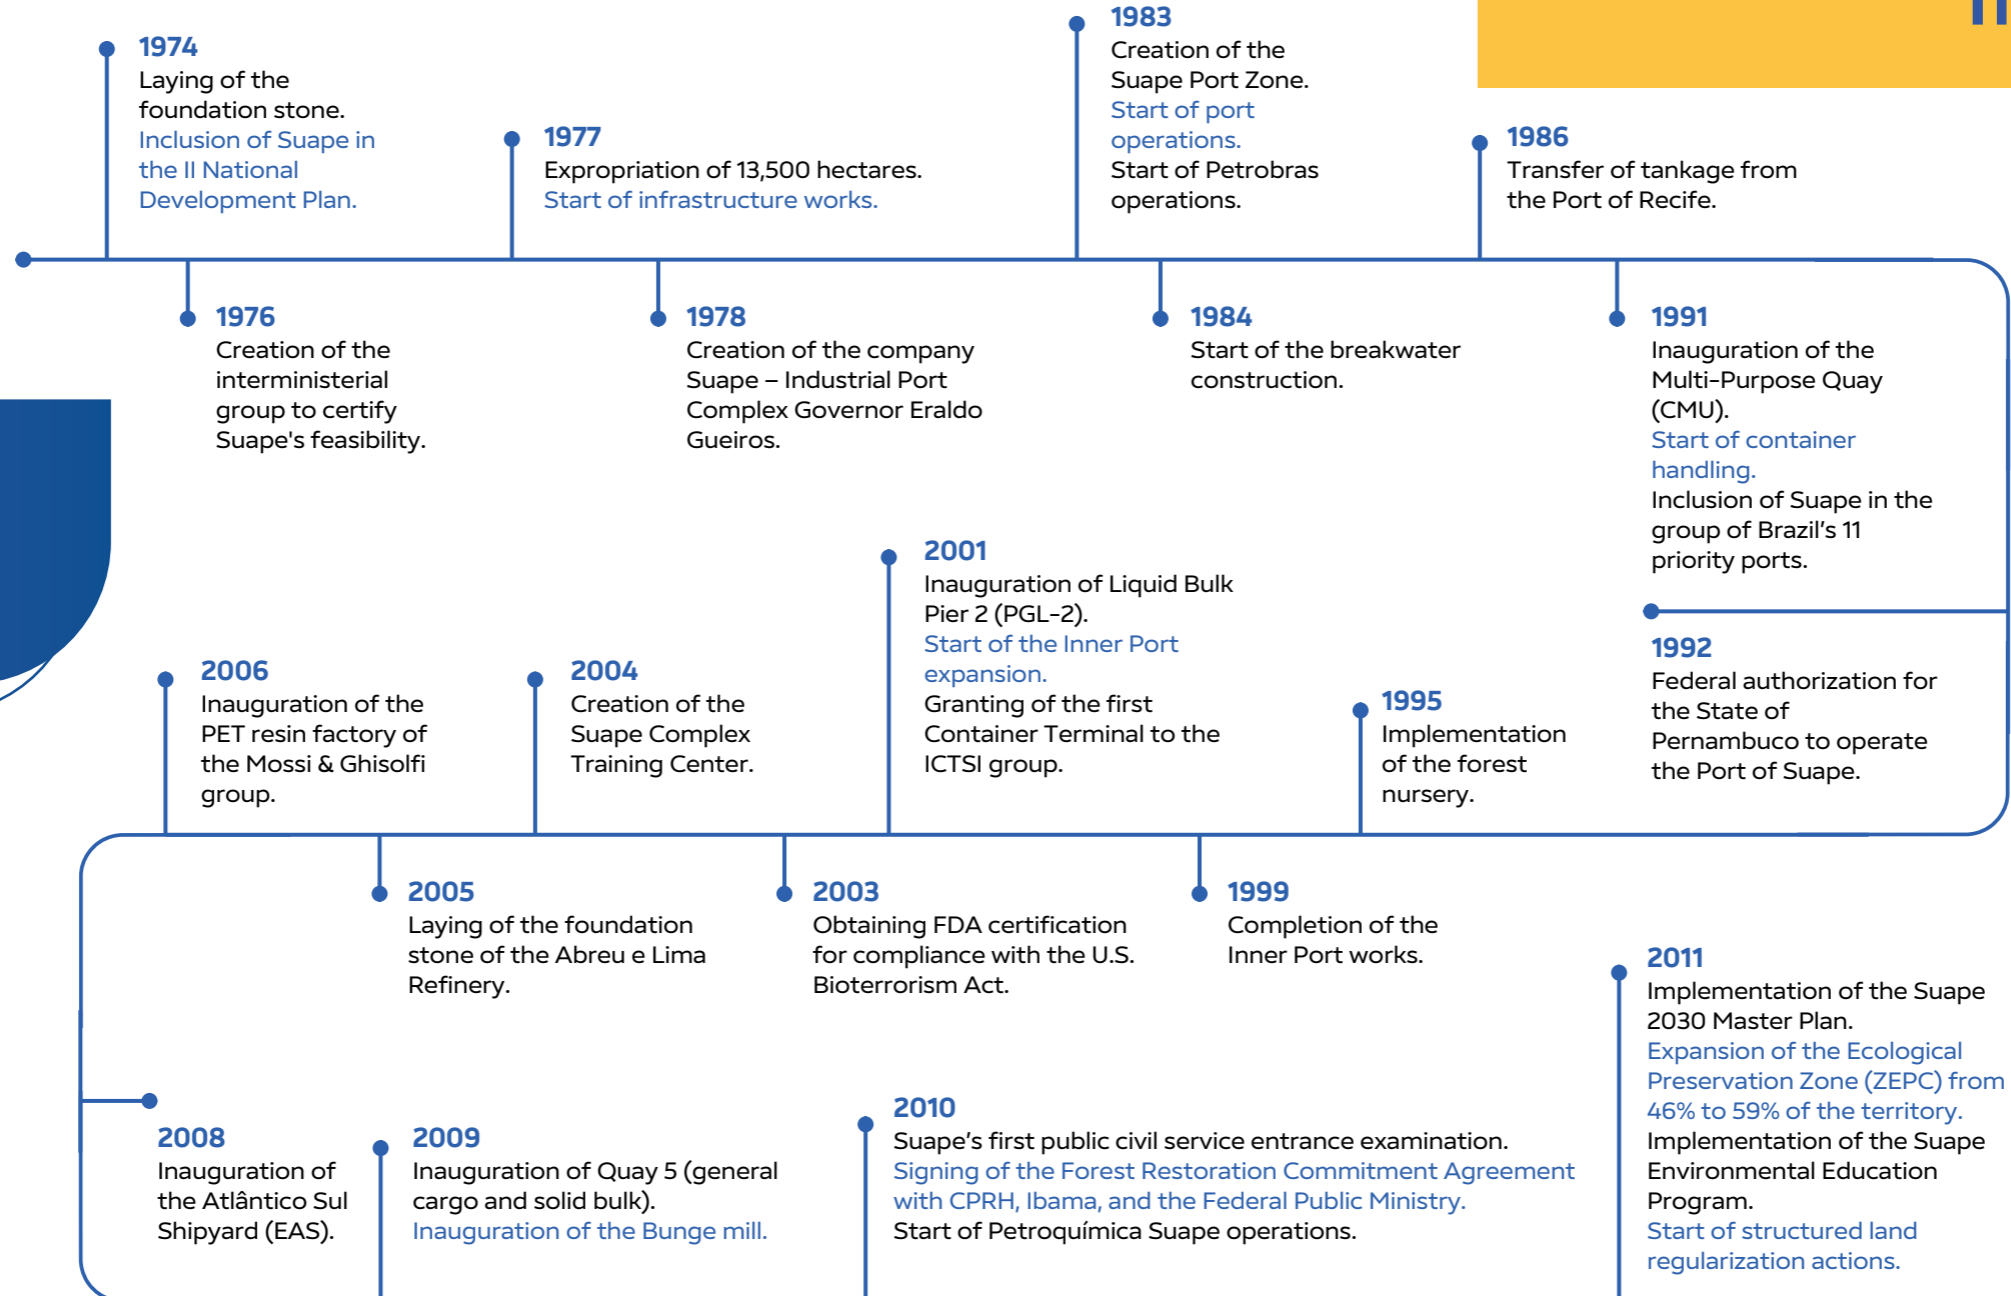 1974
Laying of the
foundation stone.
Inclusion of Suape in
the II National
Development Plan.
1976
Creation of the
interministerial
group to certify
Suape's feasibility.
1977
Expropriation of 13,500 hectares.
Start of infrastructure works.
1978
Creation of the company
Suape – Industrial Port
Complex Governor Eraldo
Gueiros.
1983
Creation of the
Suape Port Zone.
Start of port
operations.
Start of Petrobras
operations.
1984
Start of the breakwater
construction.
1986
Transfer of tankage from
the Port of Recife.
1991
Inauguration of the
Multi-Purpose Quay
(CMU).
Start of container
handling.
Inclusion of Suape in the
group of Brazil’s 11
priority ports.
1992
Federal authorization for
the State of
Pernambuco to operate
the Port of Suape.
1995
Implementation
of the forest
nursery.
1999
Completion of the
Inner Port works.
2001
Inauguration of Liquid Bulk
Pier 2 (PGL-2).
Start of the Inner Port
expansion.
Granting of the first
Container Terminal to the
ICTSI group.
2003
Obtaining FDA certification
for compliance with the U.S.
Bioterrorism Act.
2004
Creation of the
Suape Complex
Training Center.
2005
Laying of the foundation
stone of the Abreu e Lima
Refinery.
2006
Inauguration of the
PET resin factory of
the Mossi & Ghisolfi
group.
2008
Inauguration of
the Atlântico Sul
Shipyard (EAS).
2009
Inauguration of Quay 5 (general
cargo and solid bulk).
Inauguration of the Bunge mill.
2010
Suape’s first public civil service entrance examination.
Signing of the Forest Restoration Commitment Agreement
with CPRH, Ibama, and the Federal Public Ministry.
Start of Petroquímica Suape operations.
2011
Implementation of the Suape
2030 Master Plan.
Expansion of the Ecological
Preservation Zone (ZEPC) from
46% to 59% of the territory.
Implementation of the Suape
Environmental Education
Program.
Start of structured land
regularization actions.